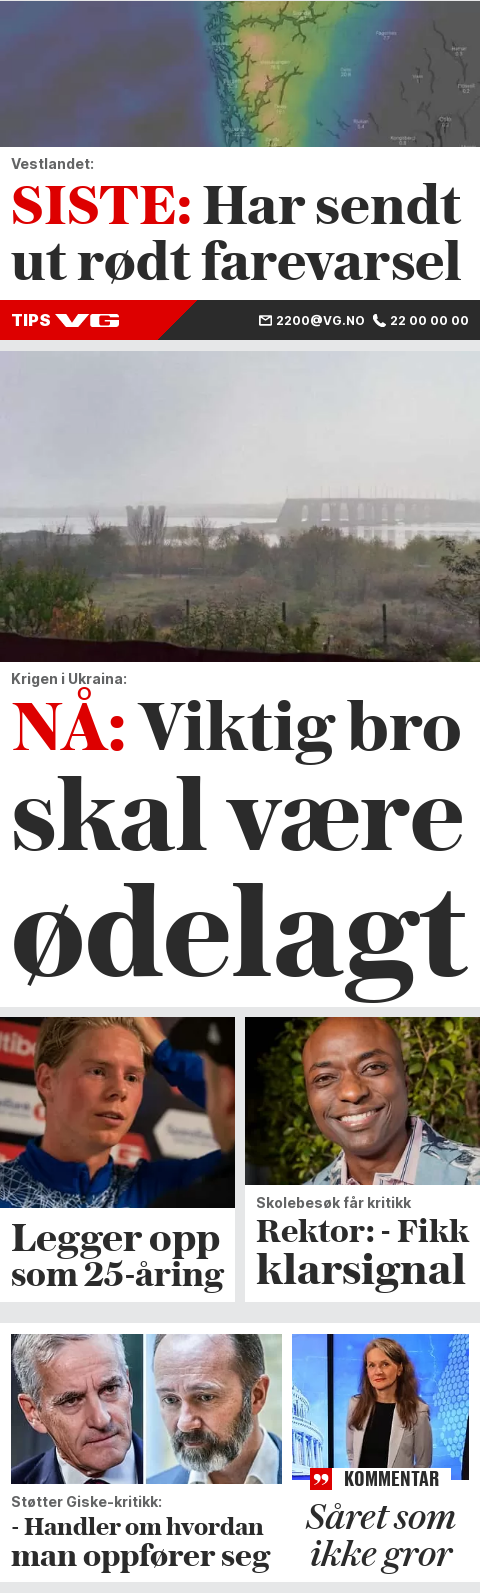 Vestlandet:
SISTE: Har sendt
ut rødt farevarsel
TIPS VG
2200@VG.NO 22 00 00 00
Krigen i Ukraina:
NÅ: Viktig bro
skal være
ødelagt
Legger opp
som 25-åring
Skolebesøk får kritikk
Rektor: - Fikk
klarsignal
Støtter Giske-kritikk:
- Handler om hvordan
man oppfører seg
KOMMENTAR
Såret som
ikke gror